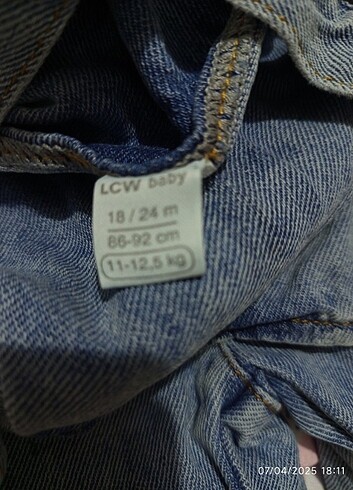 LCW baby
18 / 24 m
86-92 cm
11-12,5 kg
07/04/2025 18:11